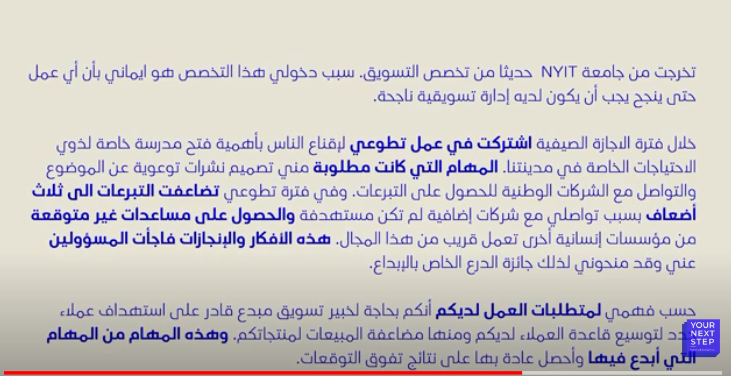 تخرجت من جامعة NYIT حديثا من تخصص التسويق. سبب دخولي هذا التخصص هو ايماني بأن أي عمل
حتى ينجح يجب أن يكون لديه إدارة تسويقية ناجحة.
خلال فترة الاجازة الصيفية اشتركت في عمل تطوعي لإقناع الناس بأهمية فتح مدرسة خاصة لذوي
الاحتياجات الخاصة في مدينتنا. المهام التي كانت مطلوبة مني تصميم نشرات توعوية عن الموضوع
والتواصل مع الشركات الوطنية للحصول على التبرعات. وفي فترة تطوعي تضاعفت التبرعات الى ثلاث
أضعاف بسبب تواصلي مع شركات إضافية لم تكن مستهدفة والحصول على مساعدات غير متوقعة
من مؤسسات إنسانية أخرى تعمل قريب من هذا المجال. هذه الأفكار والإنجازات فاجأت المسؤولين
عني وقد منحوني لذلك جائزة الدرع الخاص بالإبداع.
حسب فهمي لمتطلبات العمل لديكم أنكم بحاجة لخبير تسويق مبدع قادر على استهداف عملاء
جدد لتوسيع قاعدة العملاء لديكم ومنها مضاعفة المبيعات لمنتجاتكم. وهذه المهام من المهام
التي أبدع فيها وأحصل عادة بها على نتائج تفوق التوقعات.
YOUR
NEXT
STEP